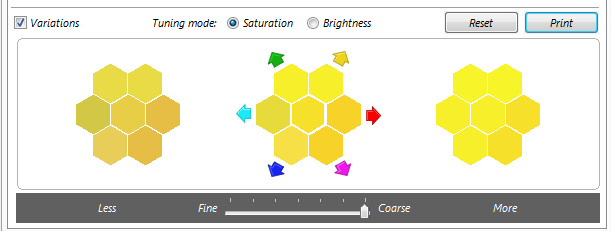 Variations Tuning mode: Saturation Brightness Reset Print
Less Fine Coarse More